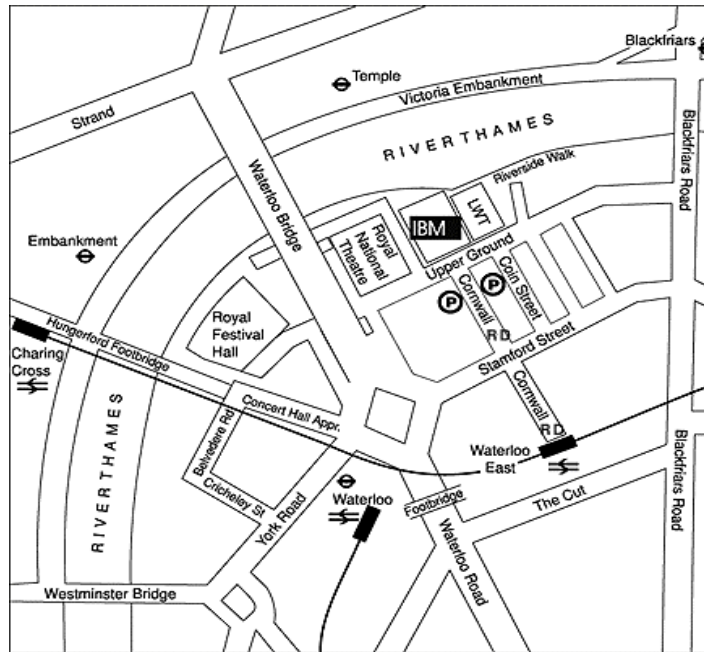 Blackfriars
Temple
Strand
Victoria Embankment
Blackfriars Road
RIVERTHAMES
Waterloo Bridge
Riverside Walk
LWT
IBM
Royal
National
Theatre
Embankment
Upper Ground
P
P
Cornwall
RD
Coin Street
Royal
Festival
Hall
Hungerford Footbridge
Stamford Street
Charing
Cross
Cornwall
RD
Concert Hall Appr.
Belvedere Rd
RIVERTHAMES
Waterloo
East
Blackfriars Road
Cricheley St
Waterloo
Footbridge
The Cut
York Road
Waterloo Road
Westminster Bridge